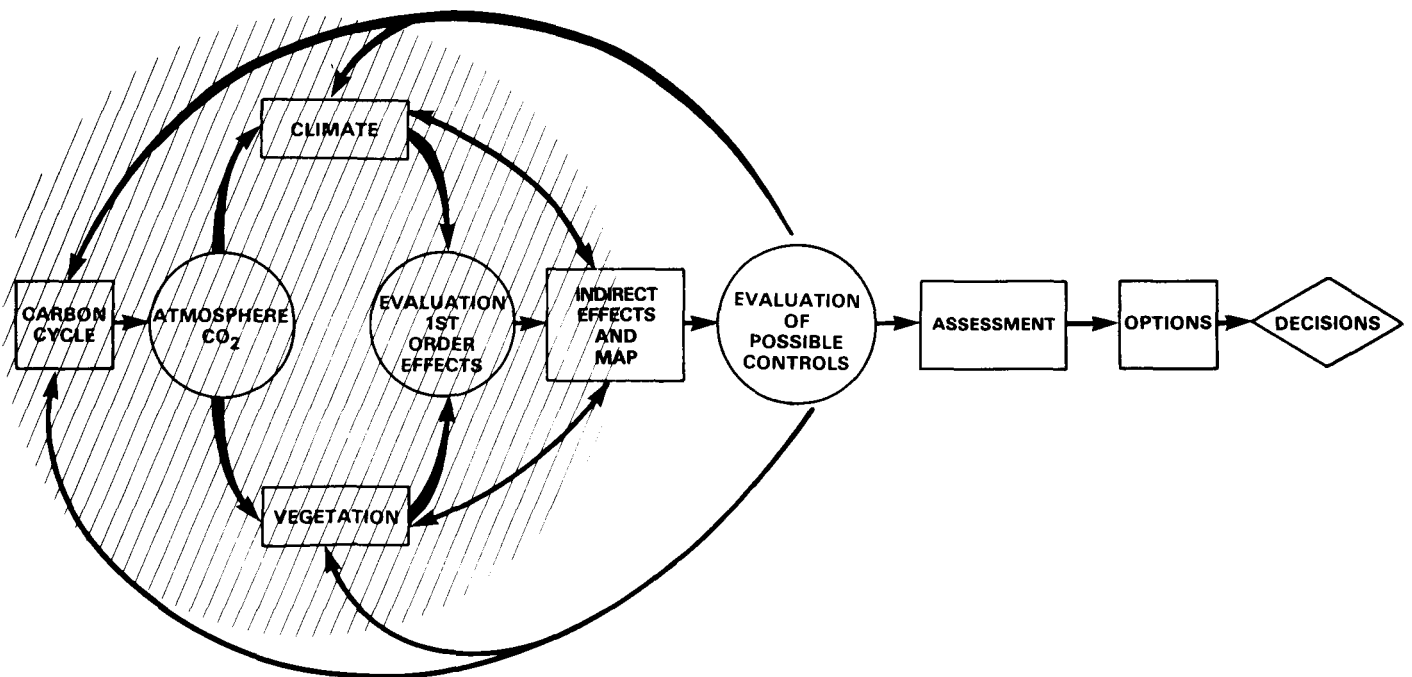 CLIMATE
CARBON
CYCLE
ATMOSPHERE
CO₂
EVALUATION
1ST
ORDER
EFFECTS
VEGETATION
INDIRECT
EFFECTS
AND
MAP
EVALUATION
OF
POSSIBLE
CONTROLS
ASSESSMENT
OPTIONS
DECISIONS